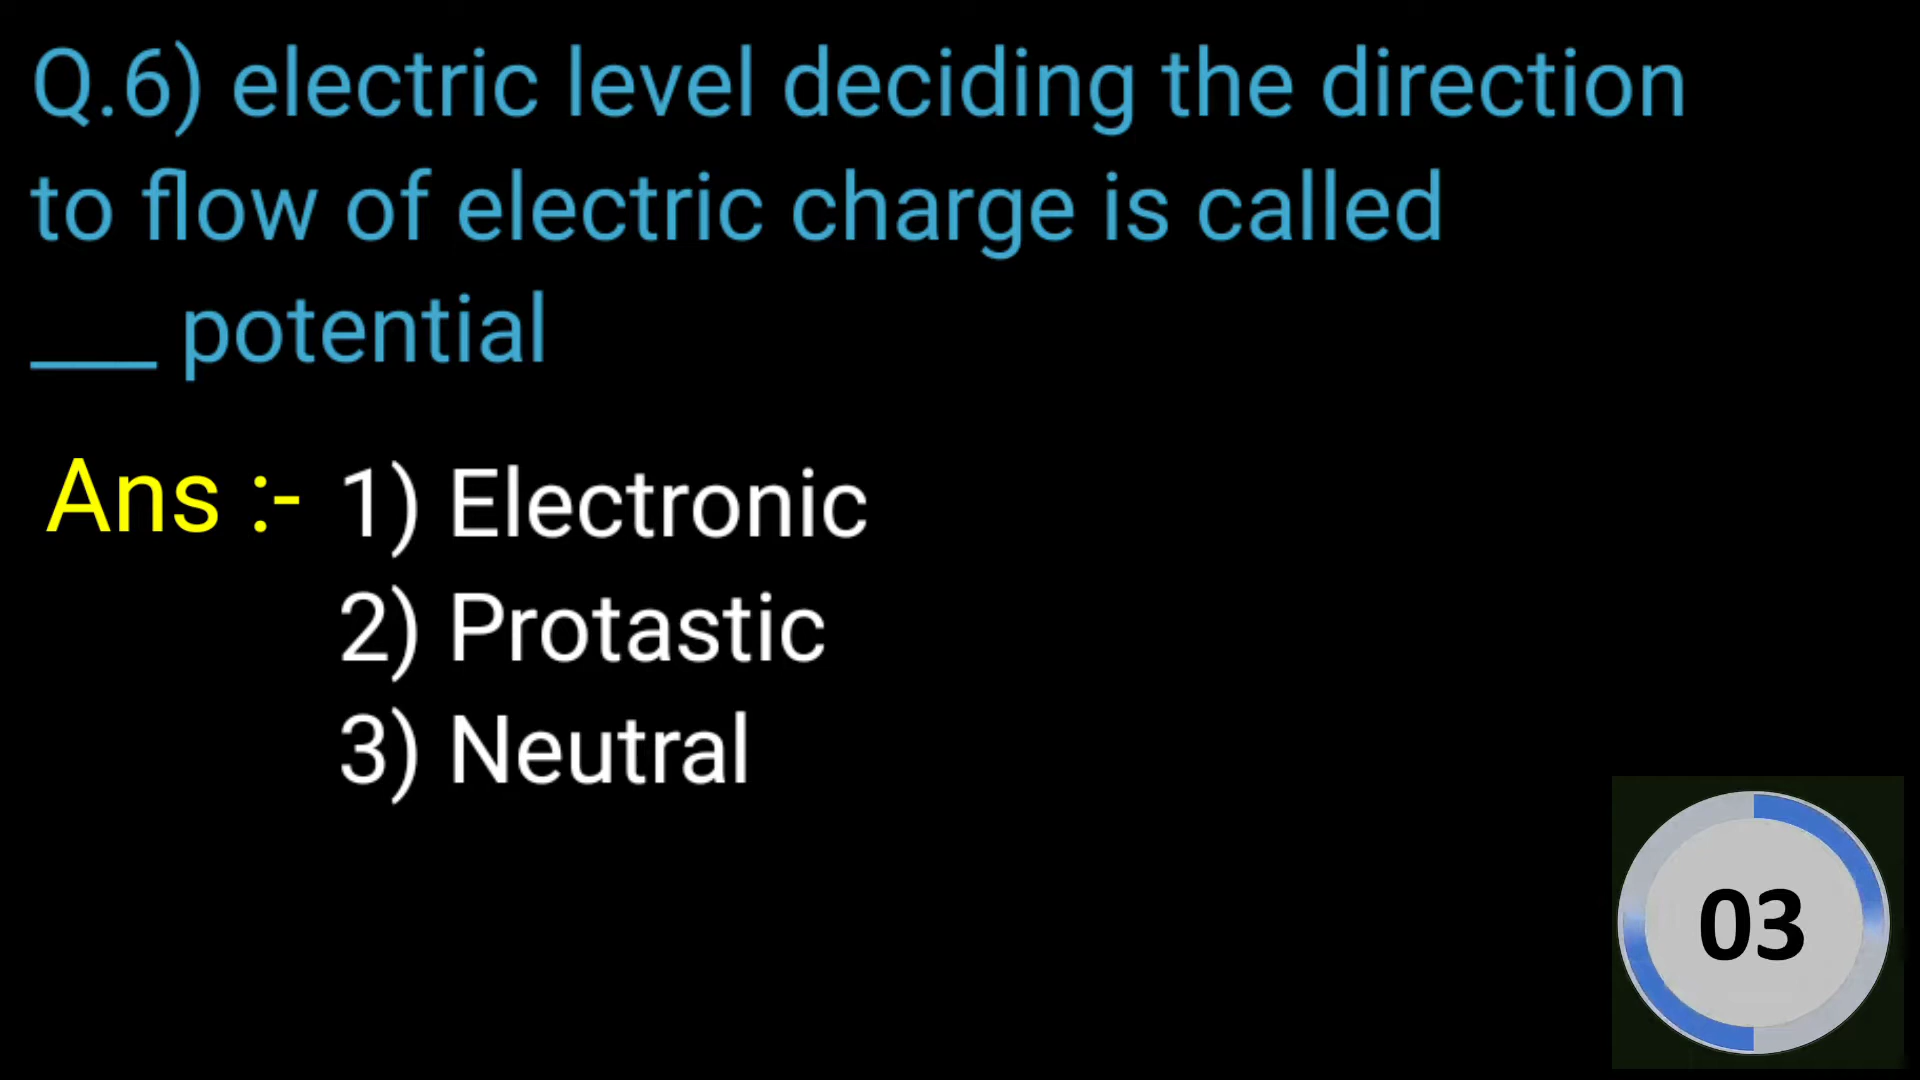 Q.6) electric level deciding the direction
to flow of electric charge is called
___ potential
Ans :- 1) Electronic
2) Protastic
3) Neutral
03